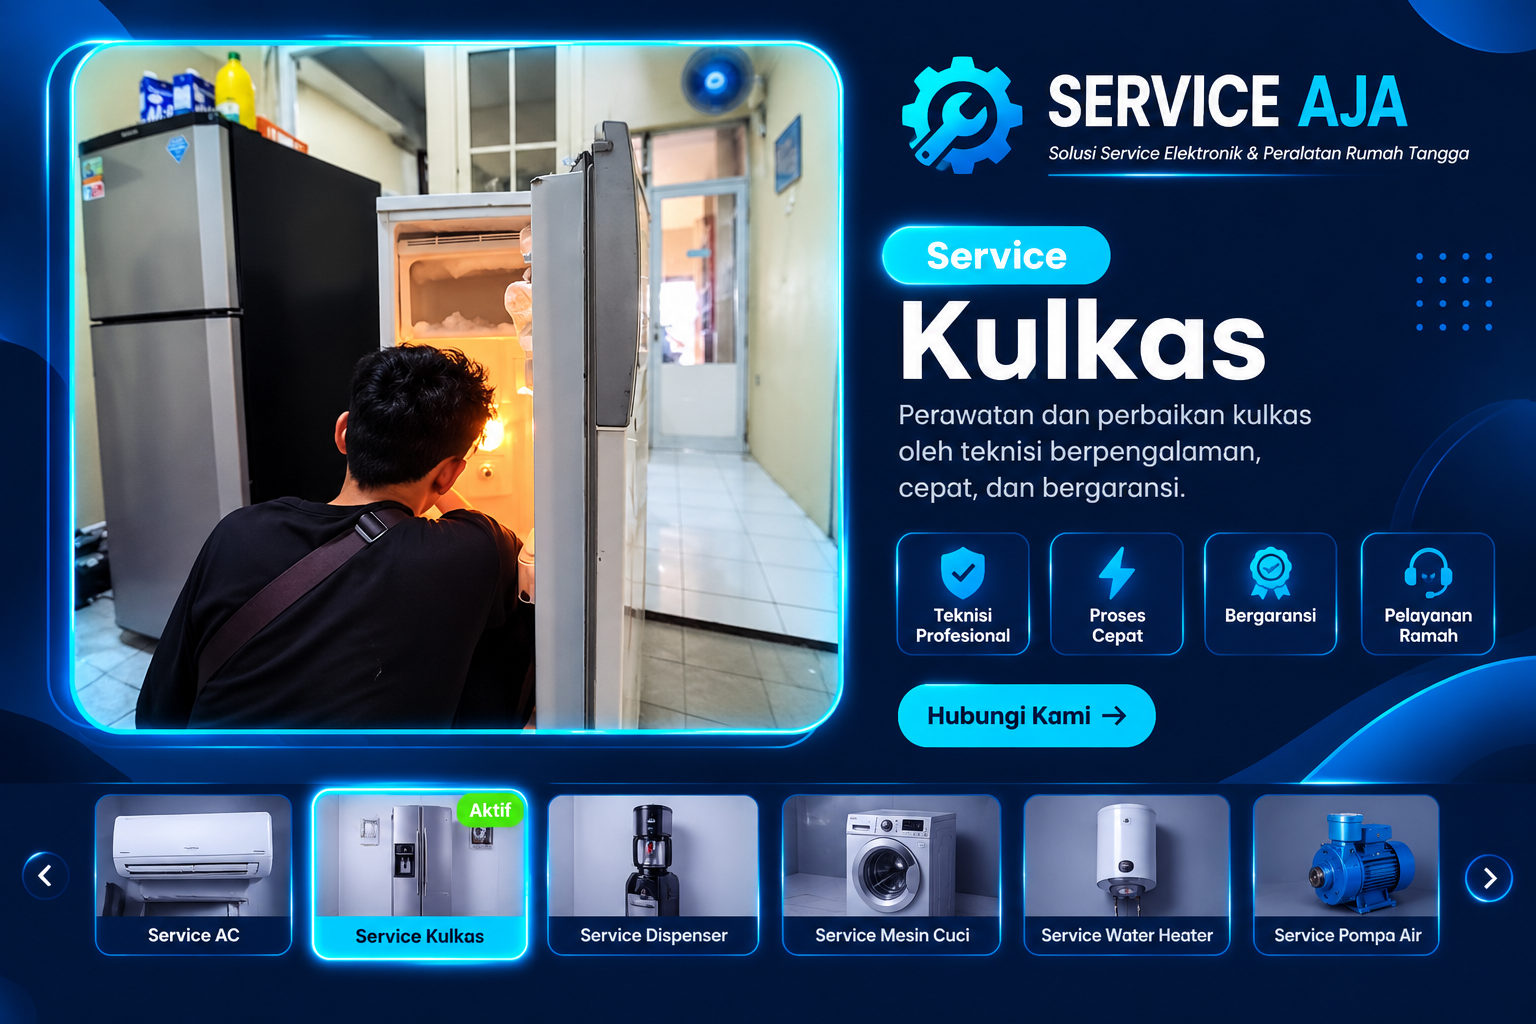 SERVICE AJA
Solusi Service Elektronik & Peralatan Rumah Tangga
Service
Kulkas
Perawatan dan perbaikan kulkas
oleh teknisi berpengalaman,
cepat, dan bergaransi.
Teknisi
Profesional
Proses
Cepat
Bergaransi
Pelayanan
Ramah
Hubungi Kami →
Aktif
Service AC
Service Kulkas
Service Dispenser
Service Mesin Cuci
Service Water Heater
Service Pompa Air